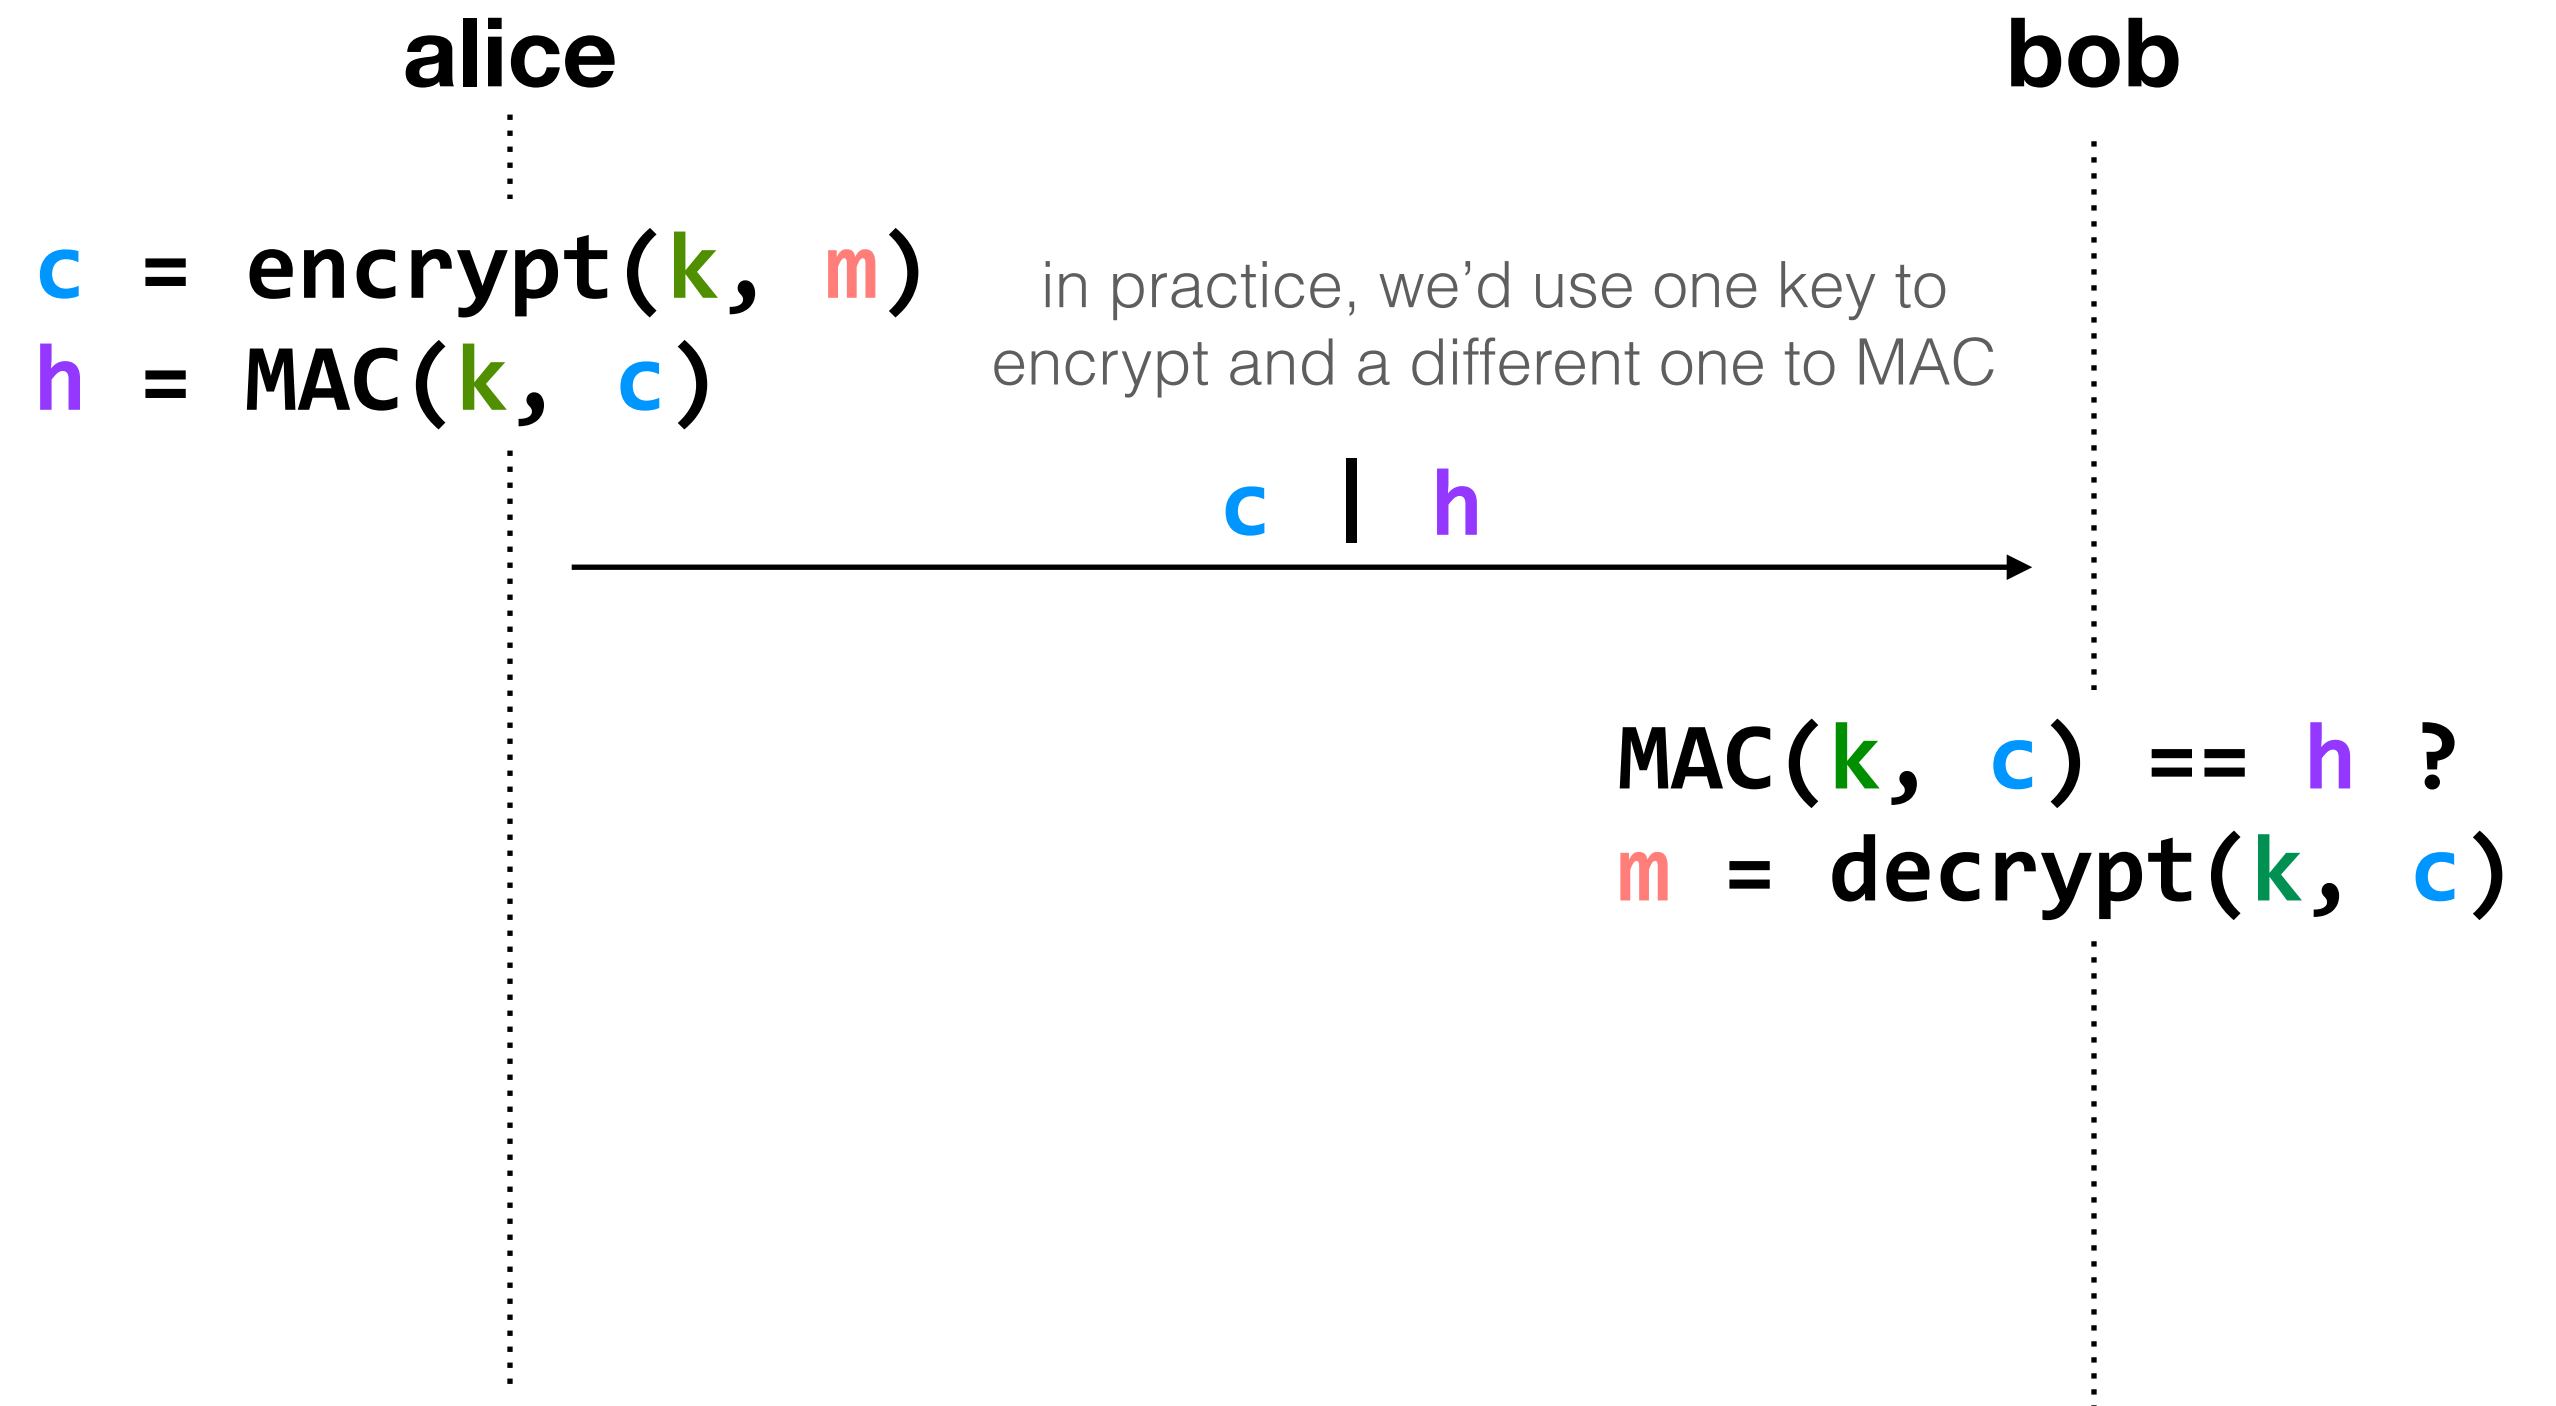 alice
bob
c = encrypt(k, m)
h = MAC(k, c)
in practice, we’d use one key to
encrypt and a different one to MAC
c | h
MAC(k, c) == h ?
m = decrypt(k, c)